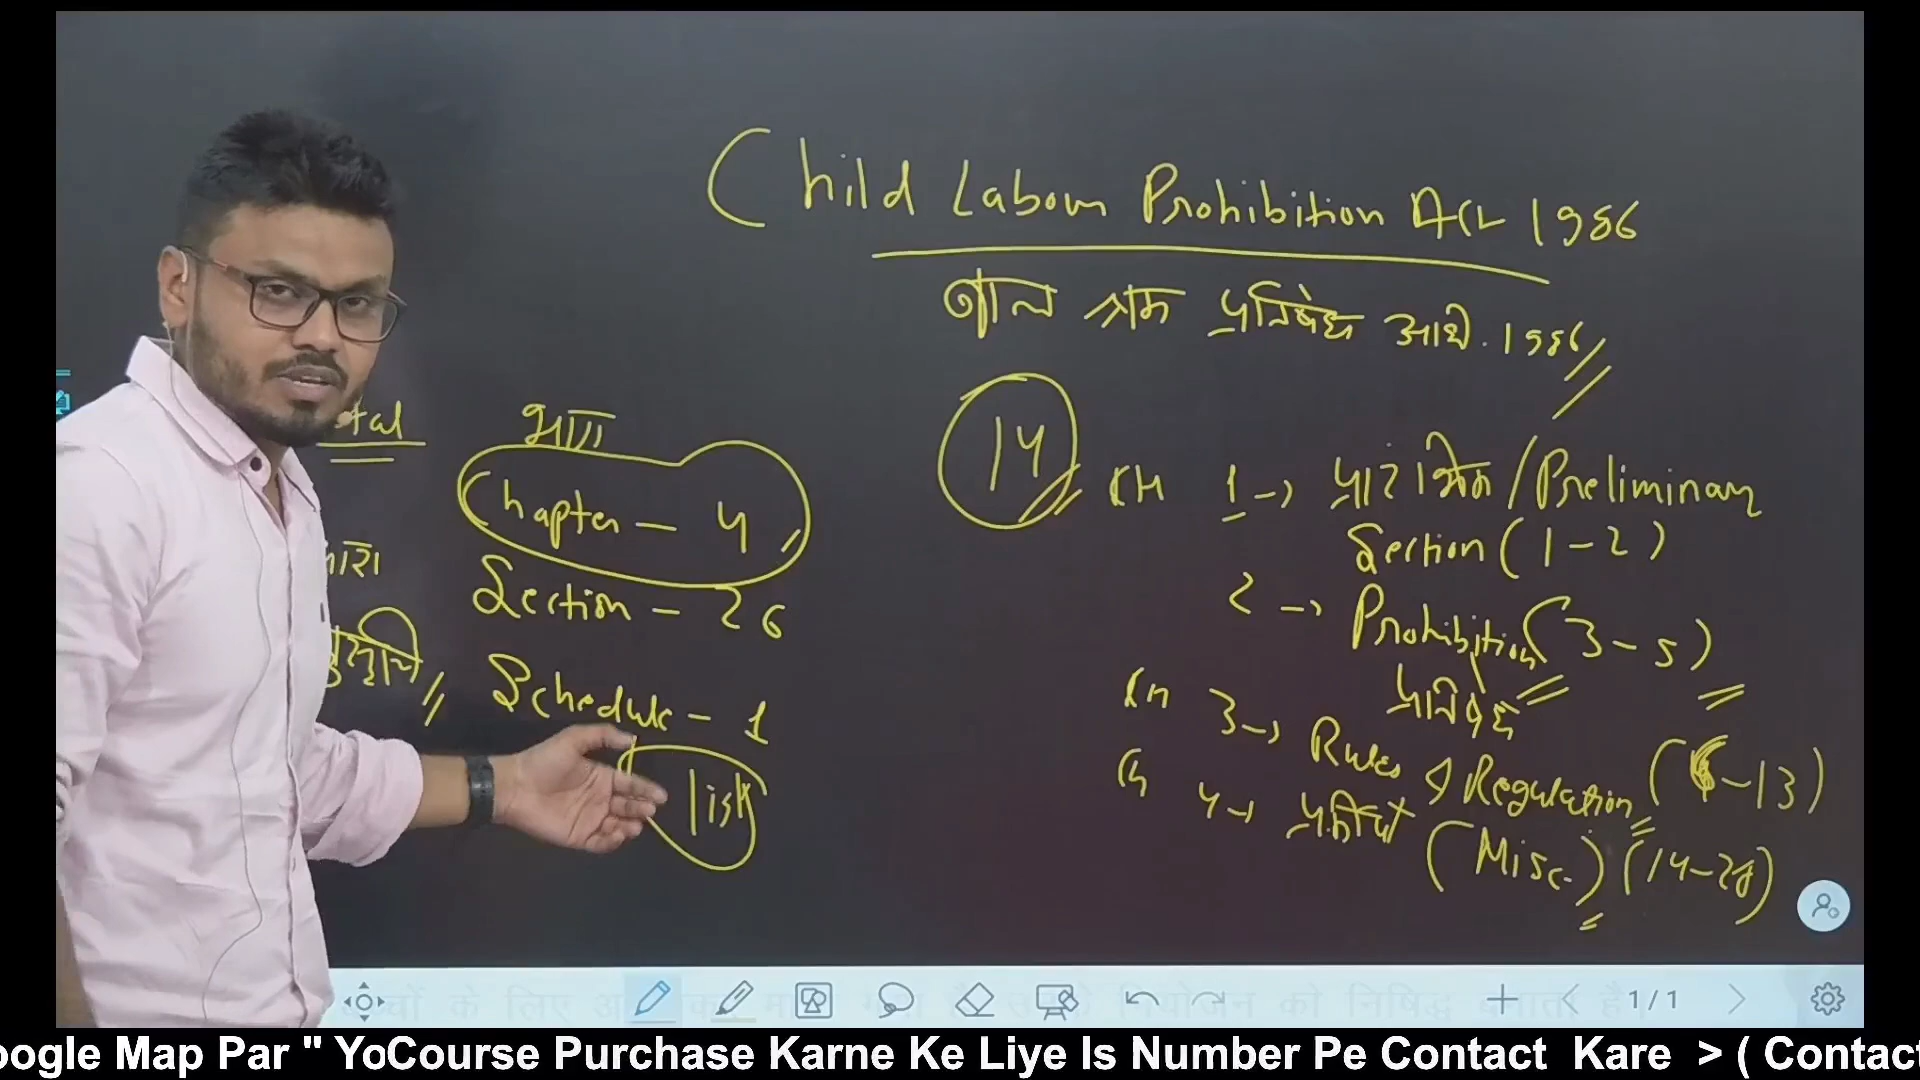 Child Labour Prohibition Act 1986
बाल श्रम प्रतिषेध अधि. 1986
14
भाग
Chapter - 4
Section - 26
Schedule - 1
list
CH 1 → प्रारंभिक / Preliminary
Section (1-2)
2 → Prohibition (3-5)
प्रतिषेध
CH 3 → Rules & Regulation (6-13)
CH 4 → (Misc.) (14-26)
1/1
oogle Map Par " YoCourse Purchase Karne Ke Liye Is Number Pe Contact Kare > ( Contact